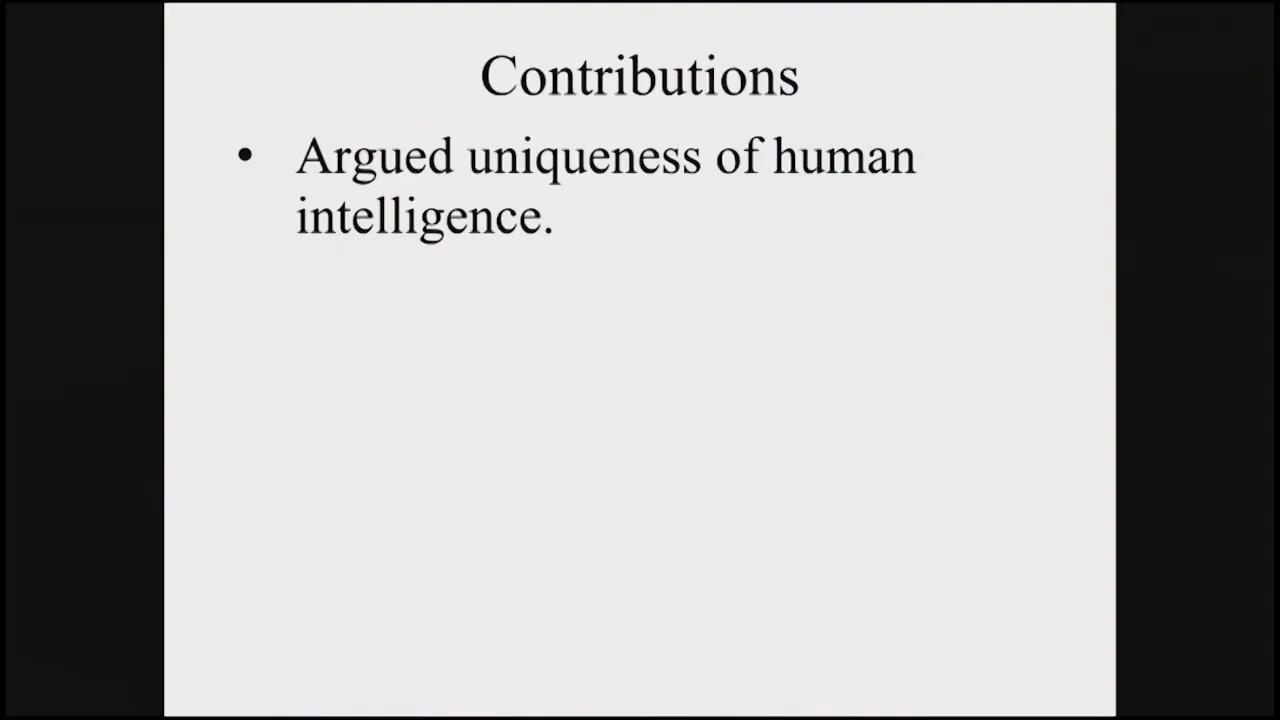 Contributions
• Argued uniqueness of human
intelligence.